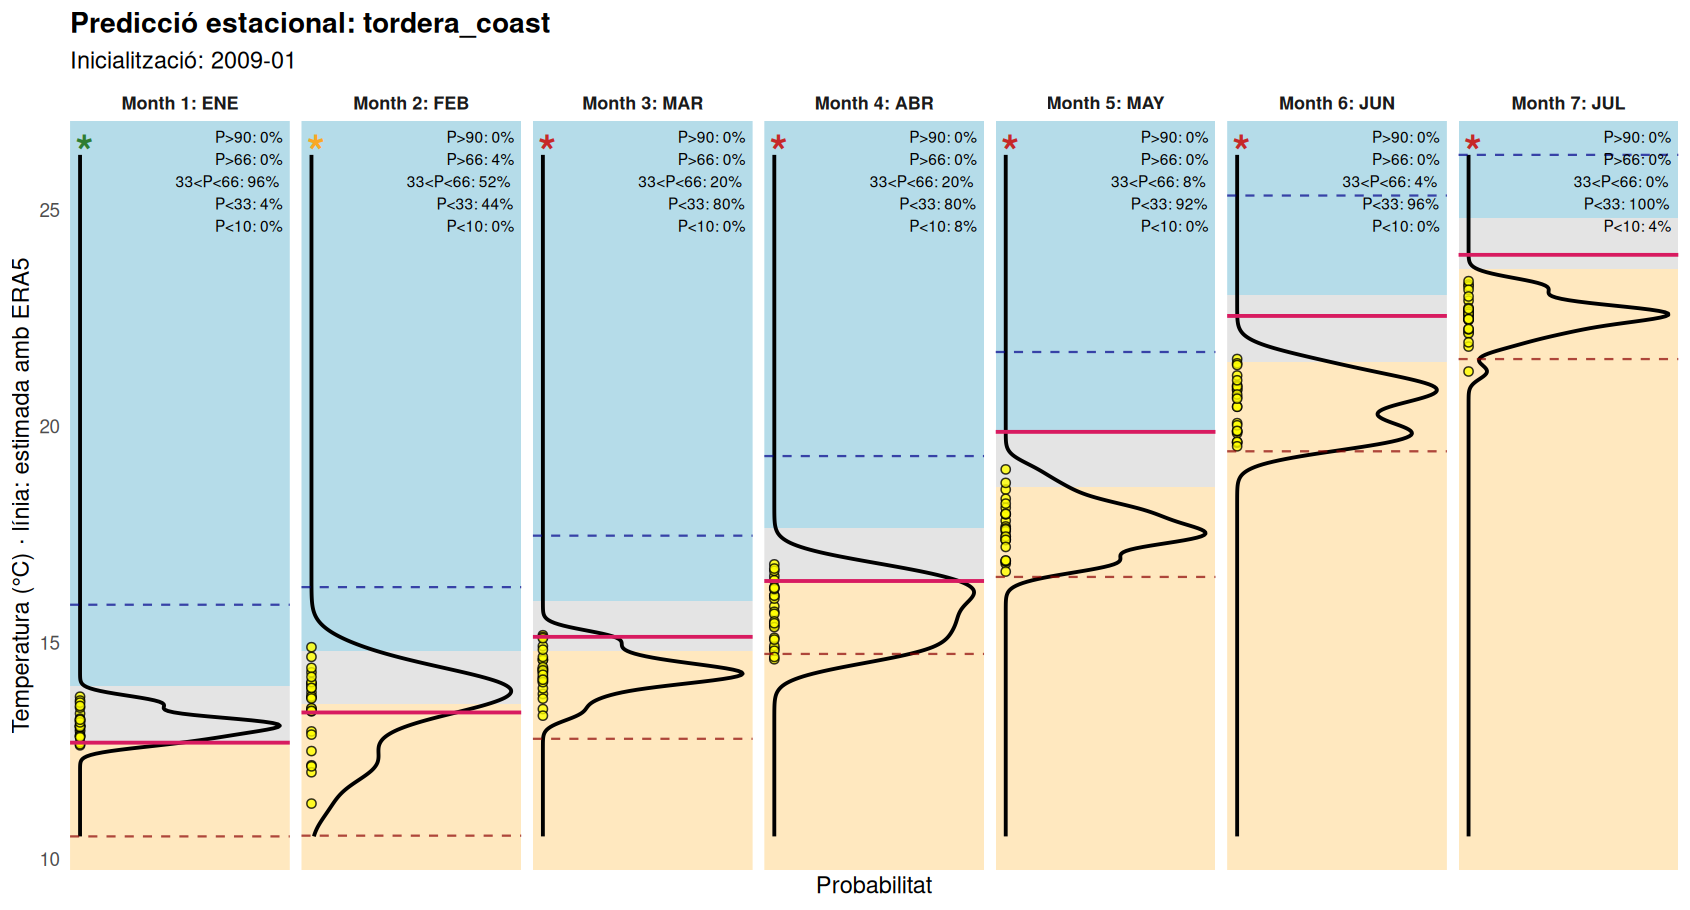 Predicció estacional: tordera_coast
Inicialització: 2009-01
Month 1: ENE
Month 2: FEB
Month 3: MAR
Month 4: ABR
Month 5: MAY
Month 6: JUN
Month 7: JUL
*
P>90: 0%
P>66: 0%
33<P<66: 96%
P<33: 4%
P<10: 0%
*
P>90: 0%
P>66: 4%
33<P<66: 52%
P<33: 44%
P<10: 0%
*
P>90: 0%
P>66: 0%
33<P<66: 20%
P<33: 80%
P<10: 0%
*
P>90: 0%
P>66: 0%
33<P<66: 20%
P<33: 80%
P<10: 8%
*
P>90: 0%
P>66: 0%
33<P<66: 8%
P<33: 92%
P<10: 0%
*
P>90: 0%
P>66: 0%
33<P<66: 4%
P<33: 96%
P<10: 0%
*
P>90: 0%
P>66: 0%
33<P<66: 0%
P<33: 100%
P<10: 4%
Temperatura (°C) · línia: estimada amb ERA5
25
20
15
10
Probabilitat